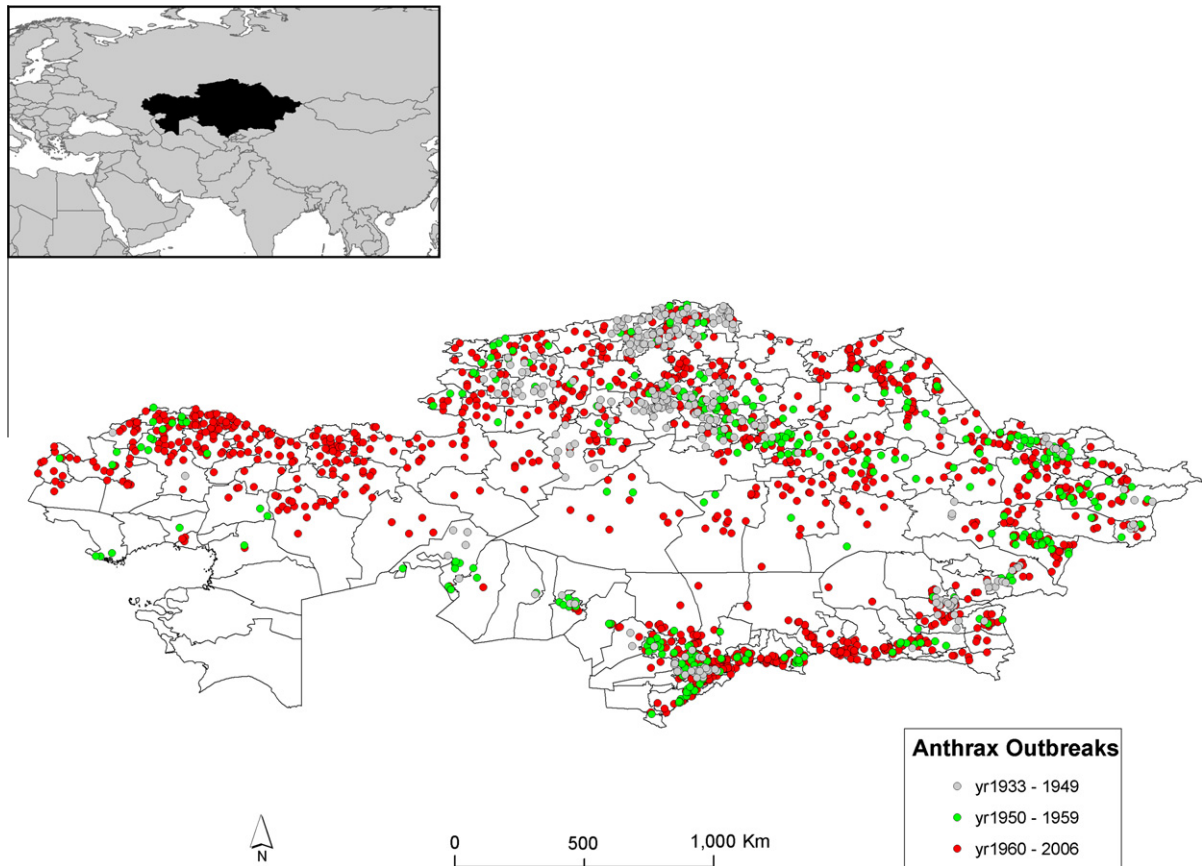 Anthrax Outbreaks
yr1933 - 1949
yr1950 - 1959
yr1960 - 2006
N
0 500 1,000 Km